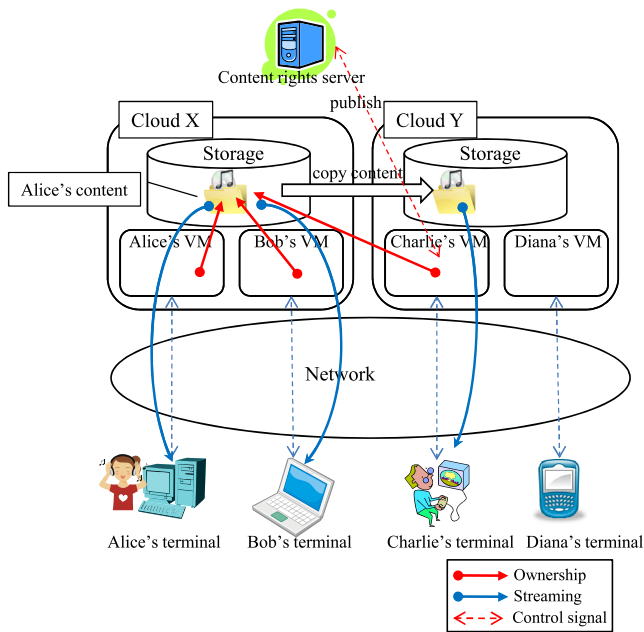 Content rights server
publish
Cloud X
Cloud Y
Storage
Storage
Alice's content
copy content
Alice's VM
Bob's VM
Charlie's VM
Diana's VM
Network
Alice's terminal
Bob's terminal
Charlie's terminal
Diana's terminal
Ownership
Streaming
Control signal